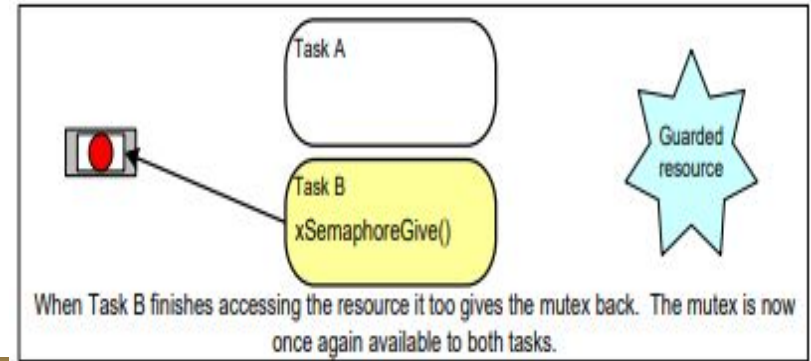 Task A
Guarded
resource
Task B
xSemaphoreGive()
When Task B finishes accessing the resource it too gives the mutex back. The mutex is now
once again available to both tasks.